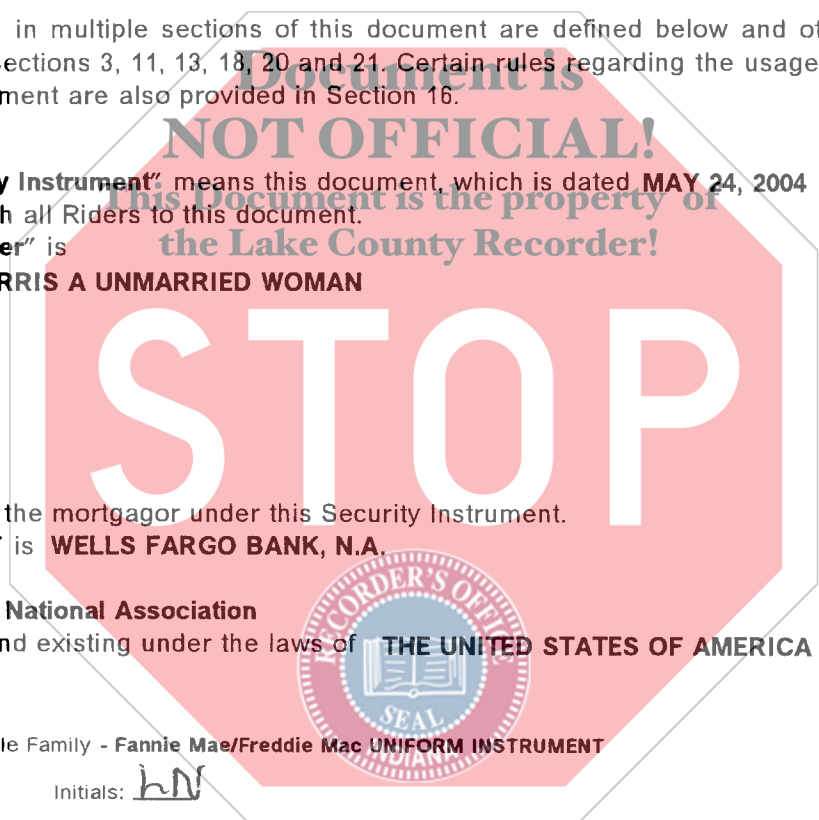 in multiple sections of this document are defined below and ot
ections 3, 11, 13, 18, 20 and 21. Certain rules regarding the usage
ment are also provided in Section 16.
Document is
NOT OFFICIAL!
This Document is the property of
the Lake County Recorder!
y Instrument" means this document, which is dated MAY 24, 2004
h all Riders to this document.
er" is
RRIS A UNMARRIED WOMAN
STOP
the mortgagor under this Security Instrument.
" is WELLS FARGO BANK, N.A.
National Association
nd existing under the laws of THE UNITED STATES OF AMERICA
RECORDER'S OFFICE
SEAL
INDIANA
le Family - Fannie Mae/Freddie Mac UNIFORM INSTRUMENT
Initials: LN